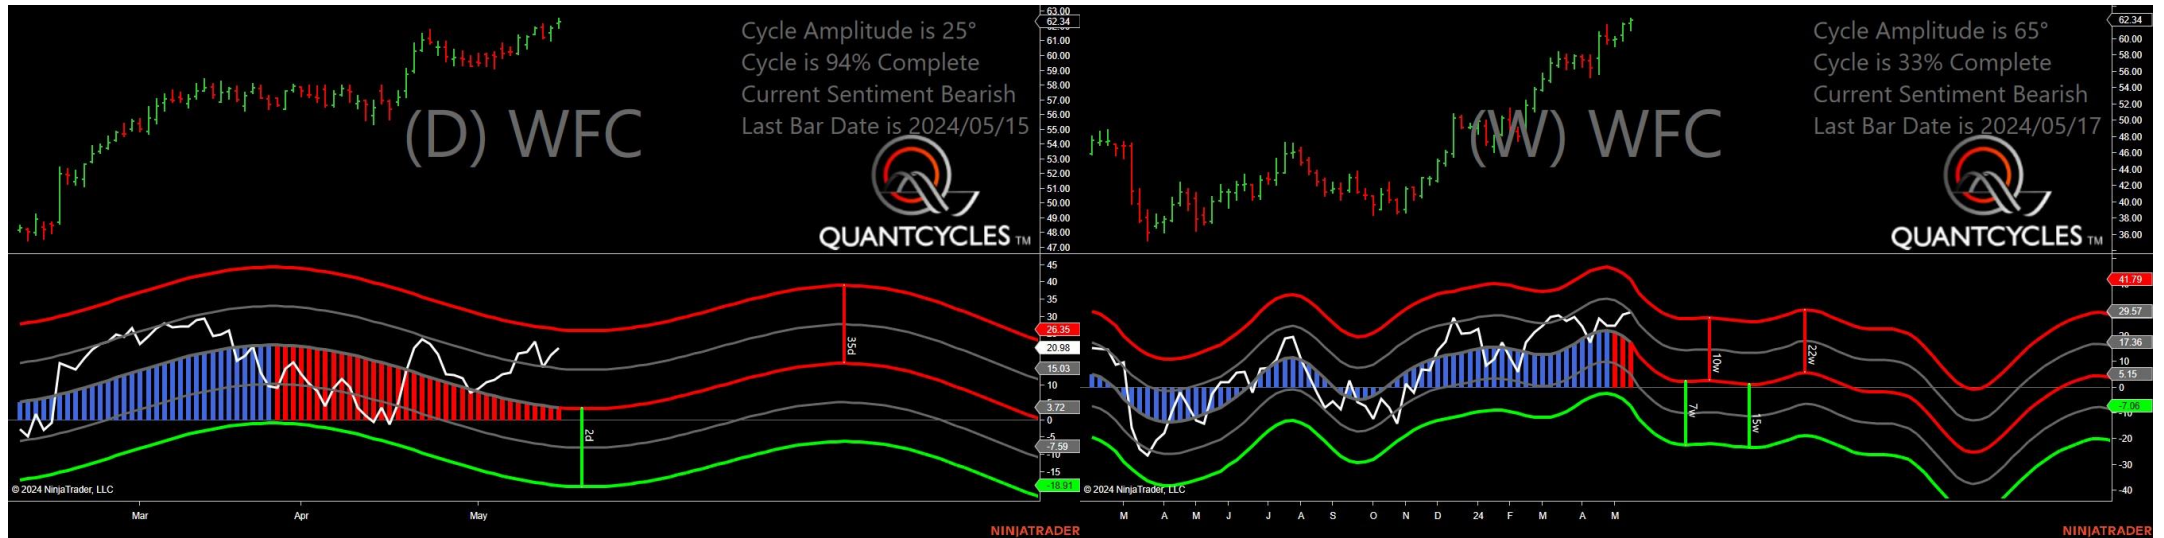 Cycle Amplitude is 25°
Cycle is 94% Complete
Current Sentiment Bearish
Last Bar Date is 2024/05/15
(D) WFC
QUANTCYCLES TM
63.00
62.34
61.00
60.00
59.00
58.00
57.00
56.00
55.00
54.00
53.00
52.00
51.00
50.00
49.00
48.00
47.00
45
40
35
30
26.35
20.98
15.03
10
5
3.72
0
-5
-7.59
-10
-15
-18.91
35d
2d
© 2024 NinjaTrader, LLC
Mar
Apr
May
NINJATRADER
Cycle Amplitude is 65°
Cycle is 33% Complete
Current Sentiment Bearish
Last Bar Date is 2024/05/17
(W) WFC
QUANTCYCLES TM
62.34
60.00
58.00
56.00
54.00
52.00
50.00
48.00
46.00
44.00
42.00
40.00
38.00
36.00
41.79
29.57
20
17.36
10
5.15
0
-7.06
-10
-20
-30
-40
10w
22w
7w
15w
© 2024 NinjaTrader, LLC
M A M J J A S O N D 24 F M A M
NINJATRADER